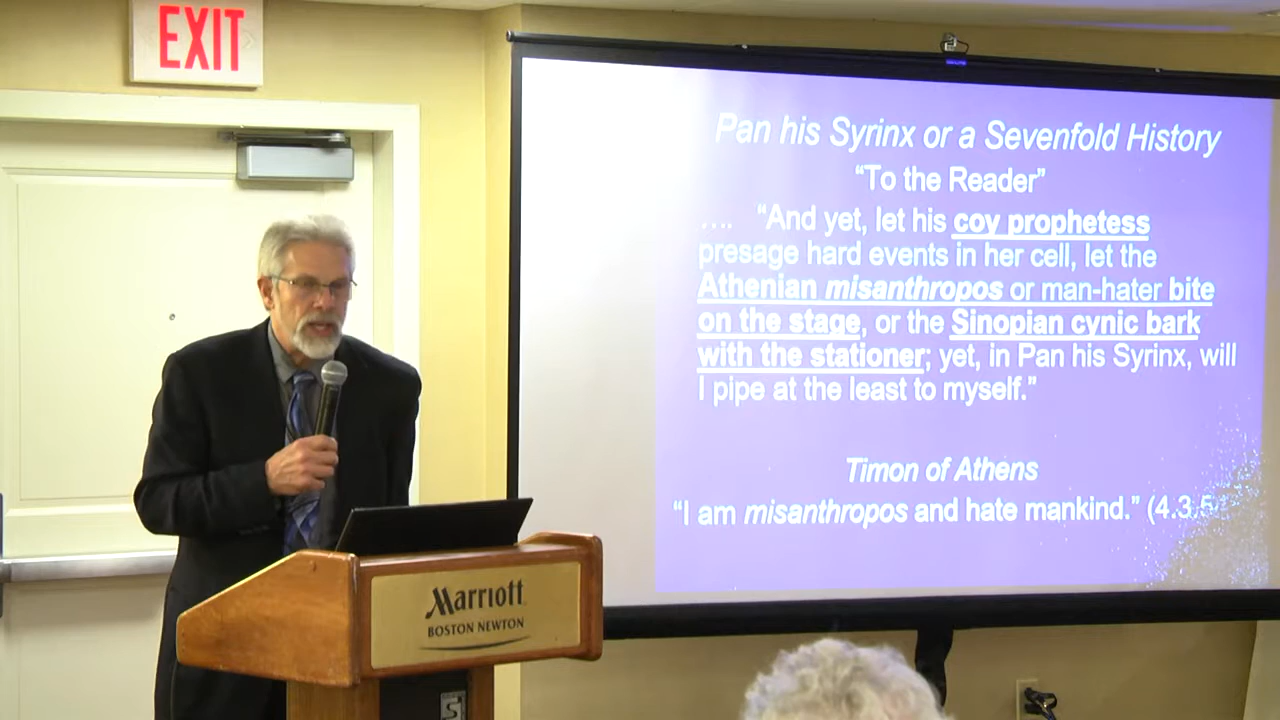 EXIT
Pan his Syrinx or a Sevenfold History
“To the Reader”
…. “And yet, let his coy prophetess
presage hard events in her cell, let the
Athenian misanthropos or man-hater bite
on the stage, or the Sinopian cynic bark
with the stationer; yet, in Pan his Syrinx, will
I pipe at the least to myself.”
Timon of Athens
“I am misanthropos and hate mankind.” (4.3.5
Marriott
BOSTON NEWTON